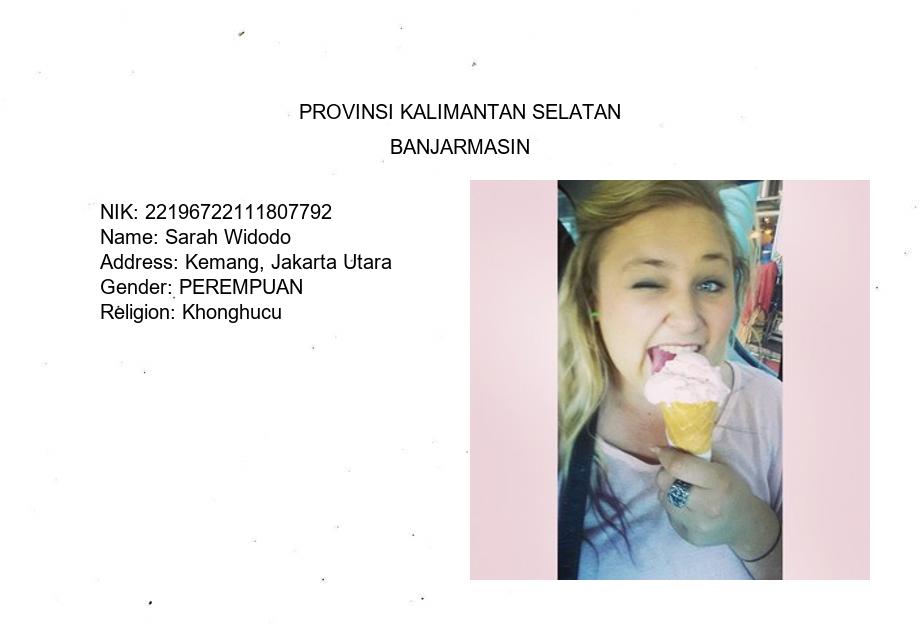 PROVINSI KALIMANTAN SELATAN
BANJARMASIN
NIK: 22196722111807792
Name: Sarah Widodo
Address: Kemang, Jakarta Utara
Gender: PEREMPUAN
Religion: Khonghucu